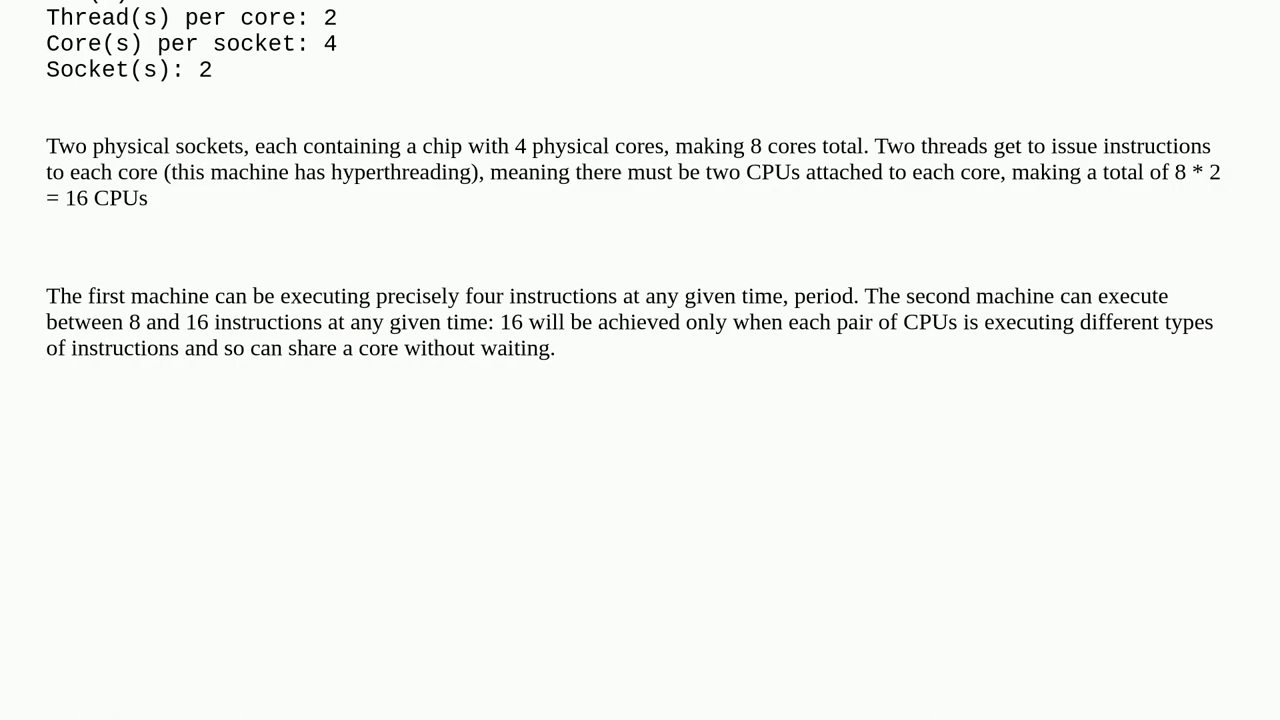 Thread(s) per core: 2
Core(s) per socket: 4
Socket(s): 2
Two physical sockets, each containing a chip with 4 physical cores, making 8 cores total. Two threads get to issue instructions
to each core (this machine has hyperthreading), meaning there must be two CPUs attached to each core, making a total of 8 * 2
= 16 CPUs
The first machine can be executing precisely four instructions at any given time, period. The second machine can execute
between 8 and 16 instructions at any given time: 16 will be achieved only when each pair of CPUs is executing different types
of instructions and so can share a core without waiting.